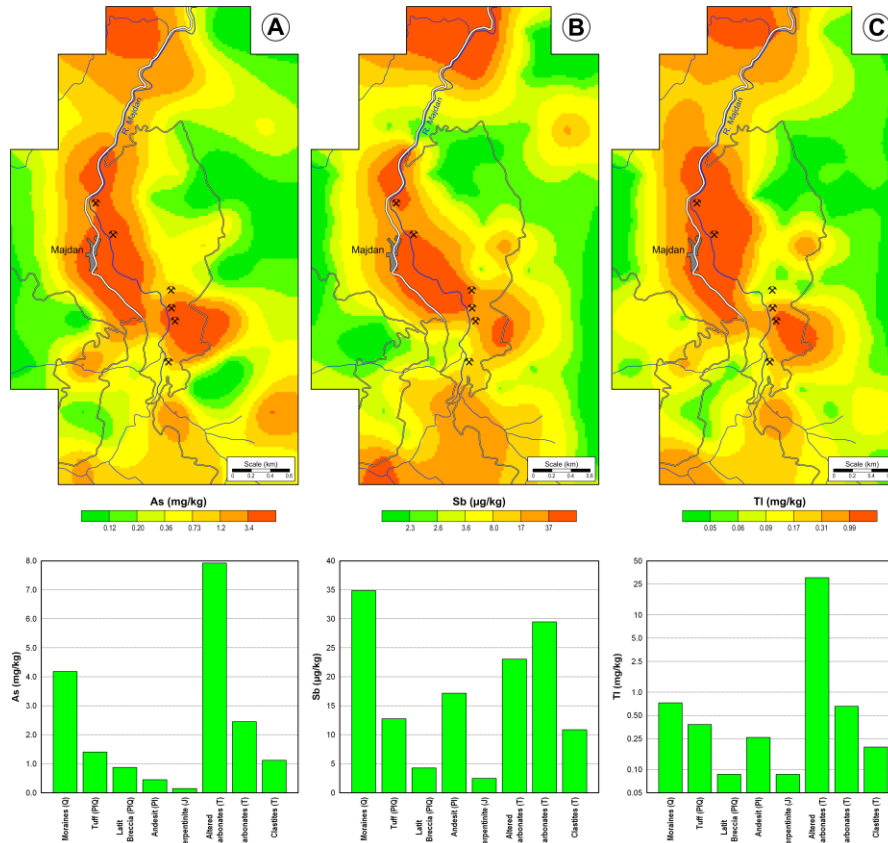 A
B
C
R. Majdan
R. Majdan
R. Majdan
Majdan
Majdan
Majdan
Scale (km)
0 0.2 0.4 0.6
Scale (km)
0 0.2 0.4 0.6
Scale (km)
0 0.2 0.4 0.6
As (mg/kg)
0.12 0.20 0.36 0.73 1.2 3.4
Sb (µg/kg)
2.3 2.6 3.6 8.0 17 37
Tl (mg/kg)
0.05 0.06 0.09 0.17 0.31 0.99
As (mg/kg)
8.0
7.0
6.0
5.0
4.0
3.0
2.0
1.0
0.0
Moraines (Q)
Tuff (PlQ)
Latit
Breccia (PlQ)
Andesit (Pl)
erpentinite (J)
Altered
arbonates (T)
arbonates (T)
Clastites (T)
Sb (µg/kg)
40
35
30
25
20
15
10
5
0
Moraines (Q)
Tuff (PlQ)
Latit
Breccia (PlQ)
Andesit (Pl)
erpentinite (J)
Altered
arbonates (T)
arbonates (T)
Clastites (T)
Tl (mg/kg)
50
25
5.0
2.5
1.0
0.50
0.25
0.10
0.05
Moraines (Q)
Tuff (PlQ)
Latit
Breccia (PlQ)
Andesit (Pl)
erpentinite (J)
Altered
arbonates (T)
arbonates (T)
Clastites (T)